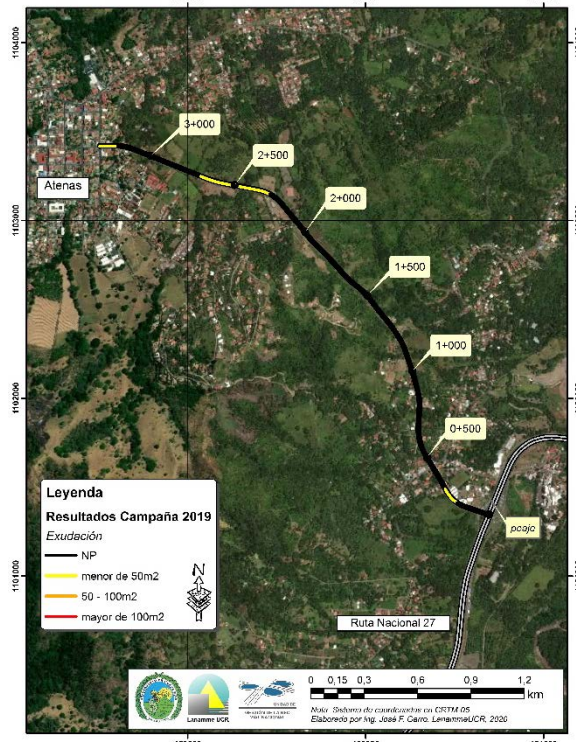 1104000
3+000
2+500
Atenas
1103000
2+000
1+500
1+000
1102000
0+500
Leyenda
Resultados Campaña 2019
Exudación
NP
menor de 50m2
50 - 100m2
mayor de 100m2
N
peaje
1101000
Ruta Nacional 27
Lanamme UCR
UNIDAD DE
0 0,15 0,3 0,6 0,9 1,2
km
Nota: Sistema de coordenadas en CRTM 05
Elaborado por Ing. José F. Garro. LanammeUCR, 2020